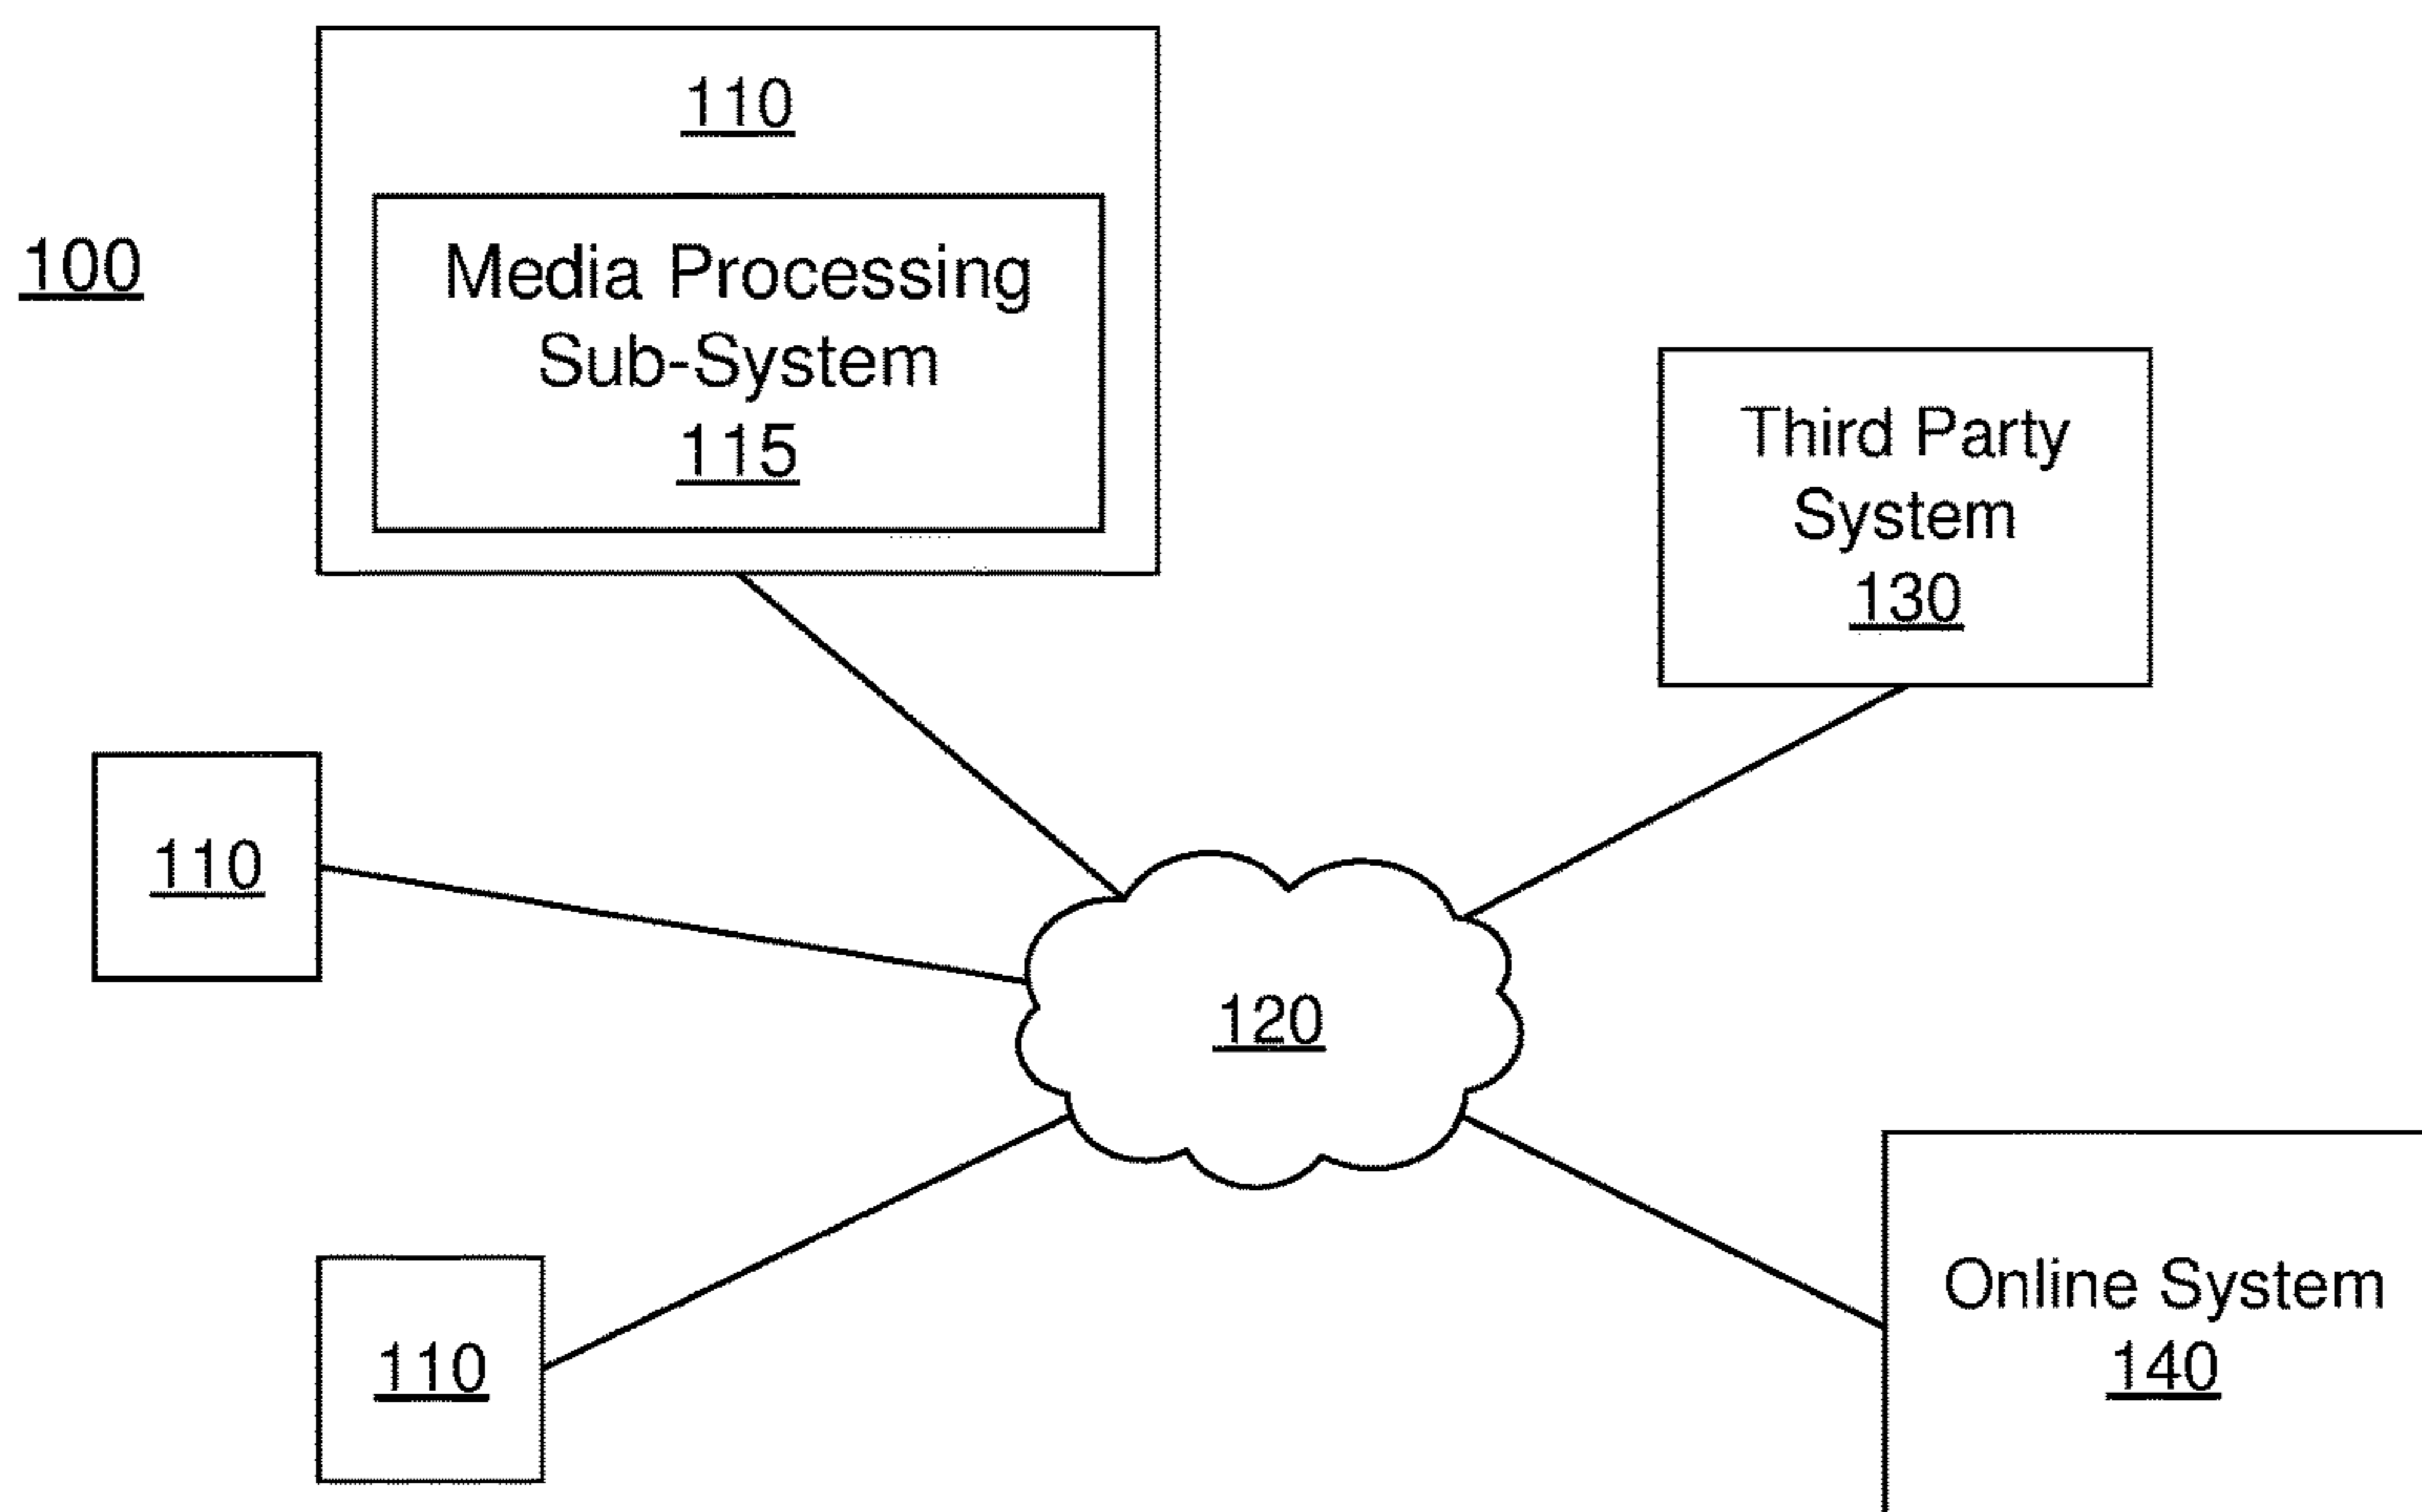 110
Media Processing
Sub-System
115
100
Third Party
System
130
110
120
Online System
140
110